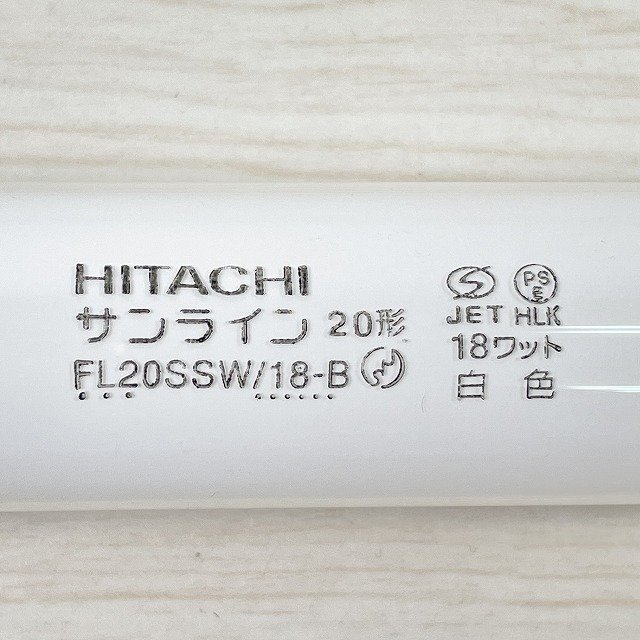 HITACHI
サンライン 20形
FL20SSW/18-B
PS
E
JET HLK
18ワット
白色